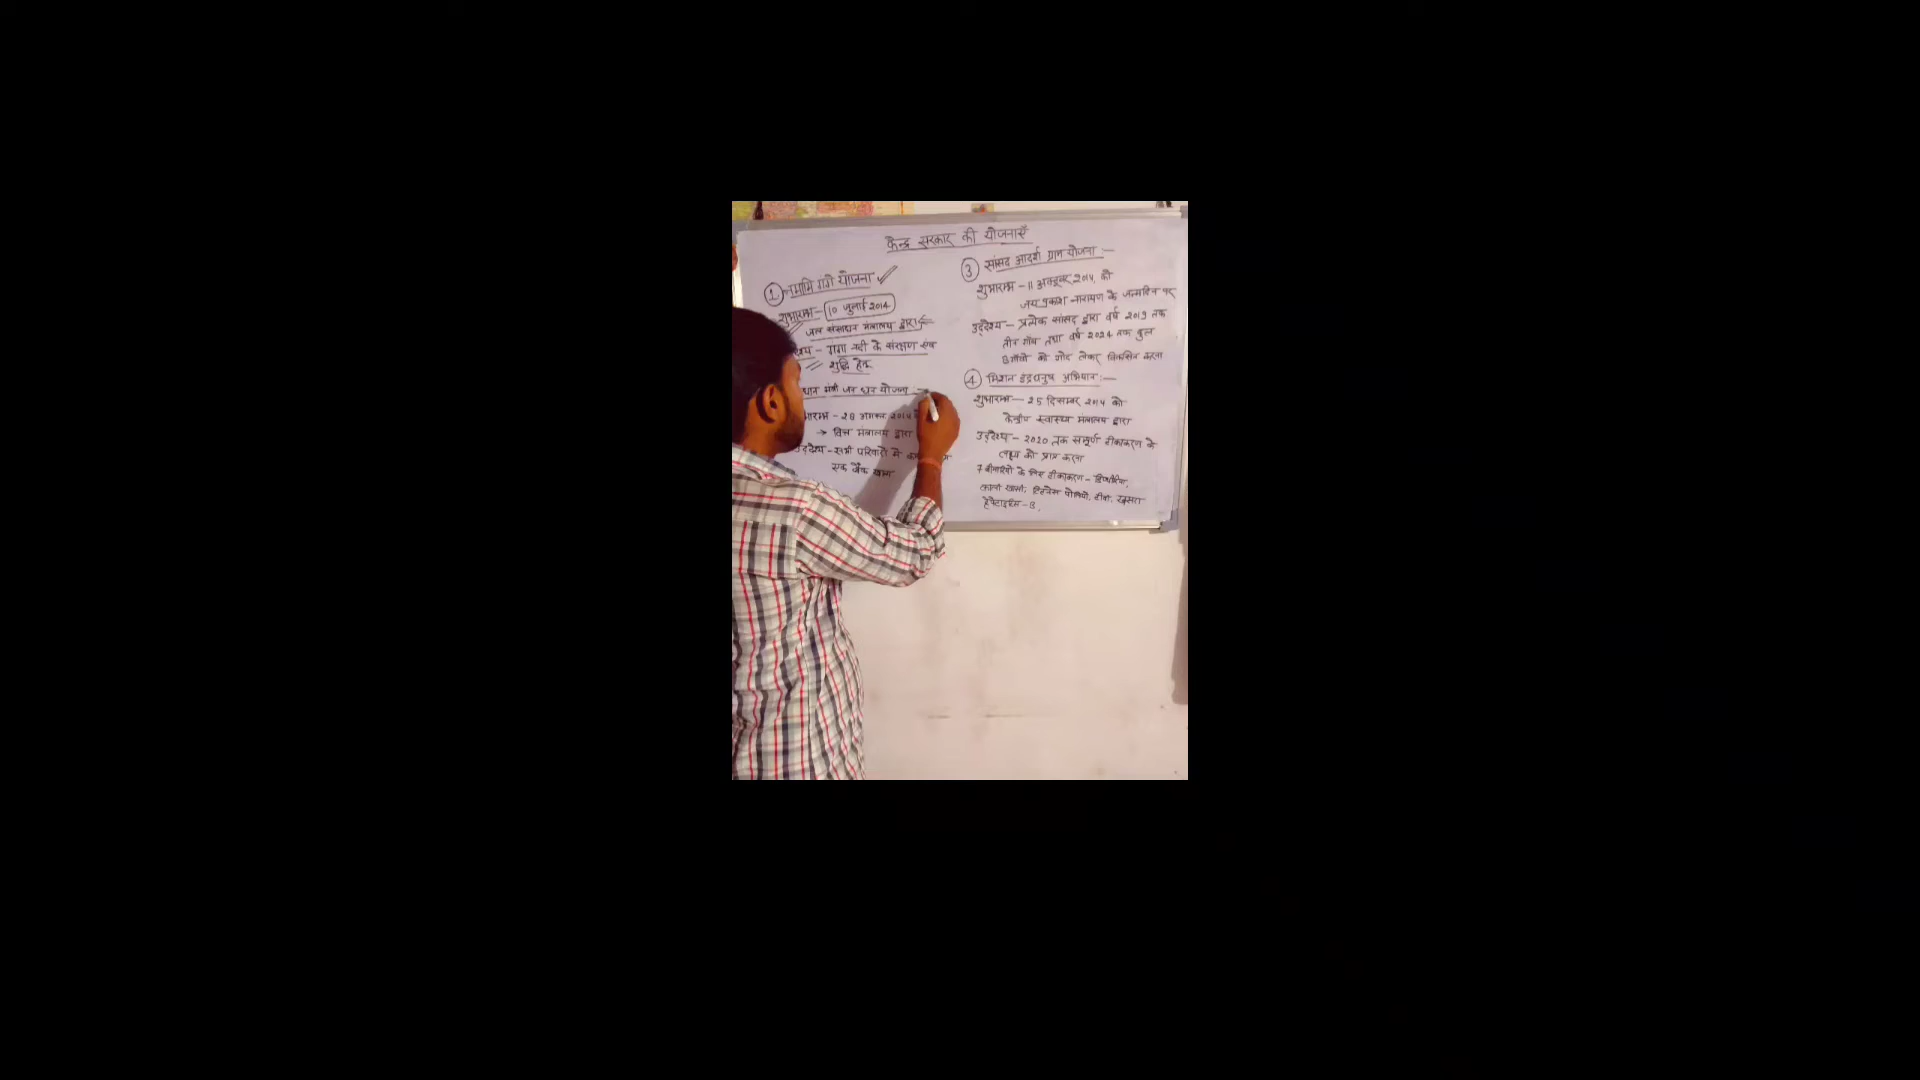 केन्द्र सरकार की योजनाएँ
① नमामि गंगे योजना
शुभारम्भ - 10 जुलाई 2014
जल संसाधन मंत्रालय द्वारा
श्य - गंगा नदी के संरक्षण एवं
शुद्धि हेतु
धान मंत्री जन धन योजना :-
भारम्भ - 28 अगस्त 2014
→ वित्त मंत्रालय द्वारा
उद्देश्य - सभी परिवारो मे
एक बैंक खाता
③ सांसद आदर्श ग्राम योजना :-
शुभारम्भ - 11 अक्टूबर 2014 को
जय प्रकाश नारायण के जन्मदिन पर
उद्देश्य - प्रत्येक सांसद द्वारा वर्ष 2019 तक
तीन गाँव तथा वर्ष 2024 तक कुल
8 गाँवो को गोद लेकर विकसित करना
④ मिशन इंद्रधनुष अभियान :-
शुभारम्भ - 25 दिसम्बर 2014 को
केन्द्रीय स्वास्थ्य मंत्रालय द्वारा
उद्देश्य - 2020 तक सम्पूर्ण टीकाकरण के
लक्ष्य को प्राप्त करना
7 बीमारियो के लिए टीकाकरण - डिप्थीरिया,
काली खांसी, टिटनेस पोलियो, टीबी, खसरा
हेपेटाइटिस - B,